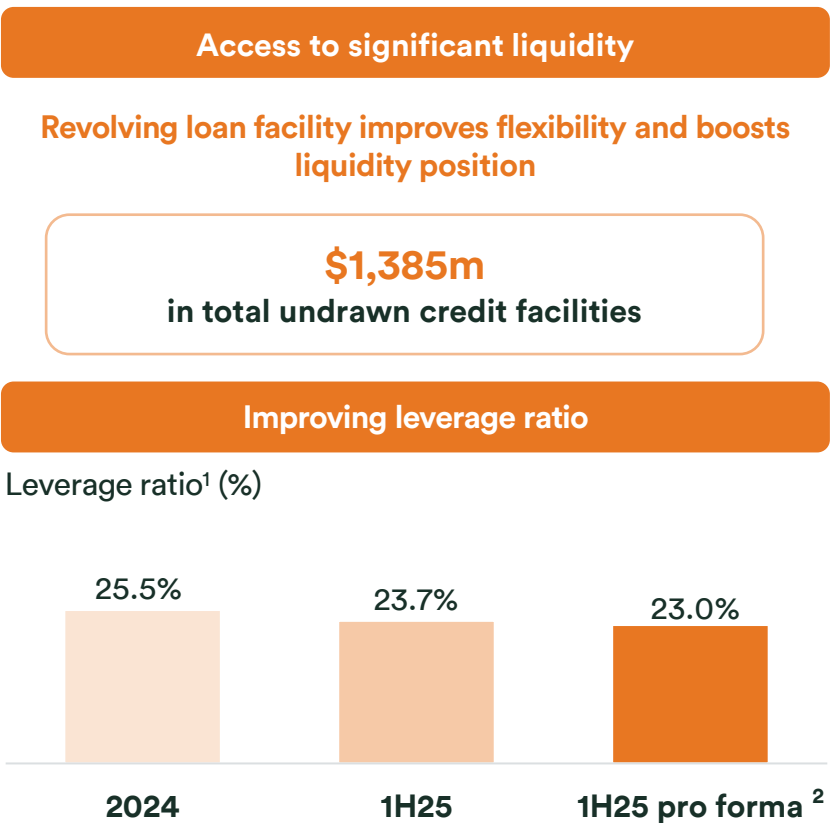 Access to significant liquidity
Revolving loan facility improves flexibility and boosts
liquidity position
$1,385m
in total undrawn credit facilities
Improving leverage ratio
Leverage ratio¹ (%)
25.5%
23.7%
23.0%
2024
1H25
1H25 pro forma ²